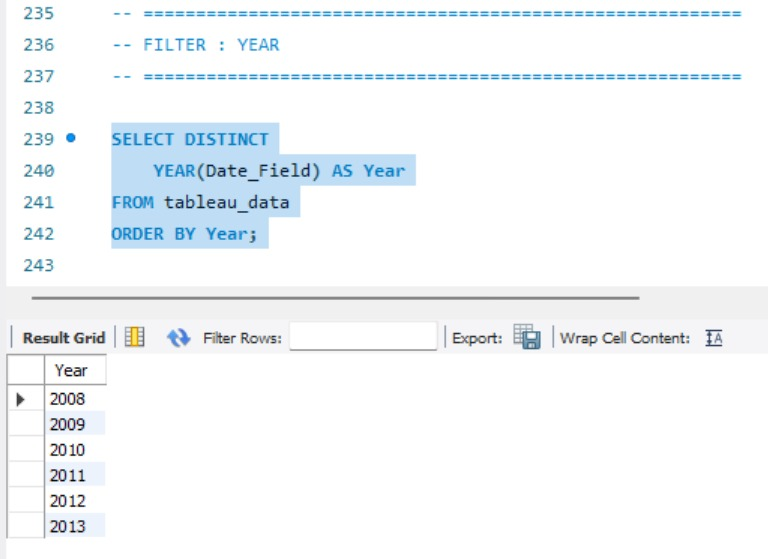 235 -- =========================================================
236 -- FILTER : YEAR
237 -- =========================================================
238
239 SELECT DISTINCT
240 YEAR(Date_Field) AS Year
241 FROM tableau_data
242 ORDER BY Year;
243
Result Grid Filter Rows: Export: Wrap Cell Content:
Year
2008
2009
2010
2011
2012
2013